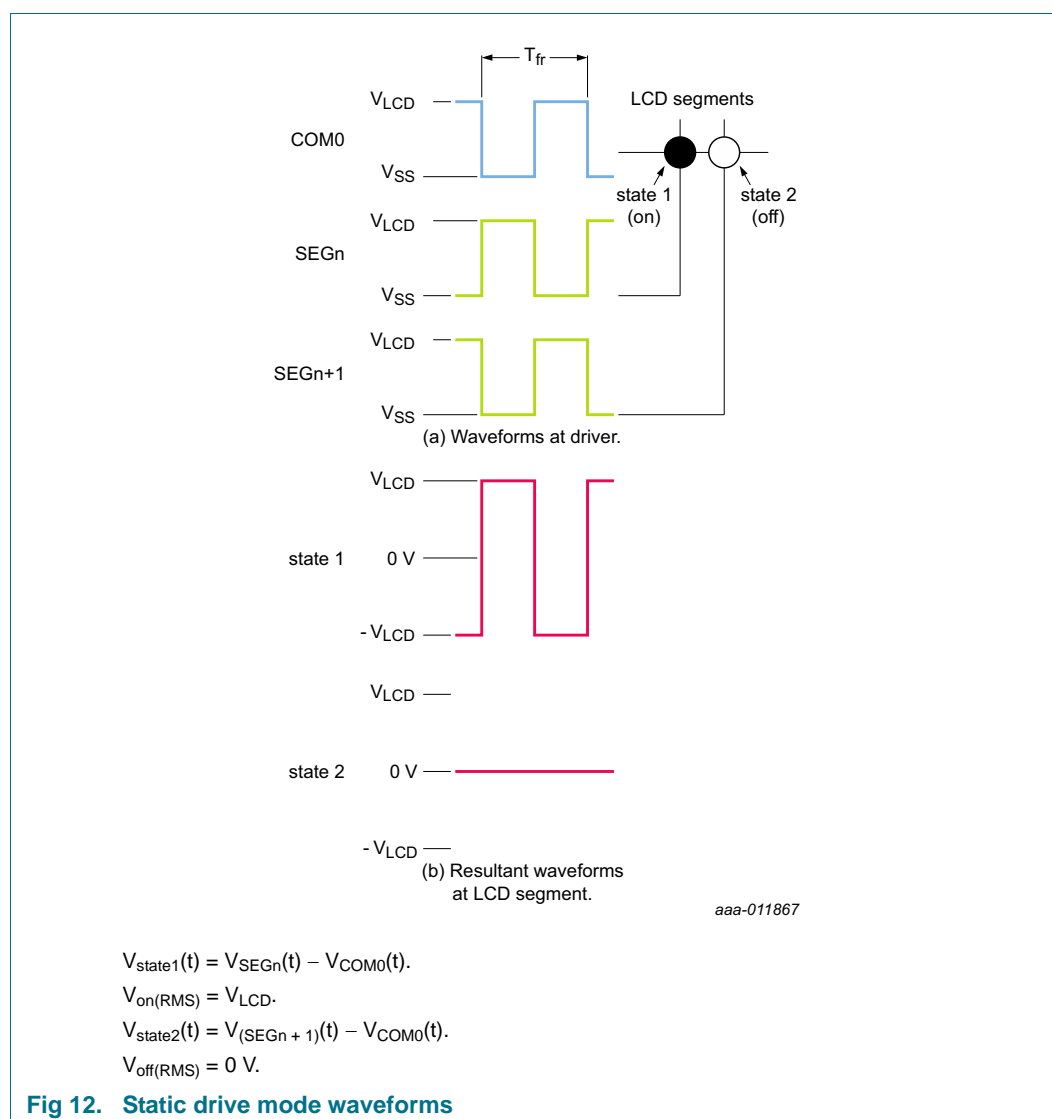 T_fr
V_LCD
LCD segments
COM0
V_SS
state 1
(on)
state 2
(off)
V_LCD
SEGn
V_SS
V_LCD
SEGn+1
V_SS
(a) Waveforms at driver.
V_LCD
state 1 0 V
- V_LCD
V_LCD
state 2 0 V
- V_LCD
(b) Resultant waveforms
at LCD segment.
aaa-011867
V_state1(t) = V_SEGn(t) − V_COM0(t).
V_on(RMS) = V_LCD.
V_state2(t) = V_(SEGn + 1)(t) − V_COM0(t).
V_off(RMS) = 0 V.
Fig 12. Static drive mode waveforms